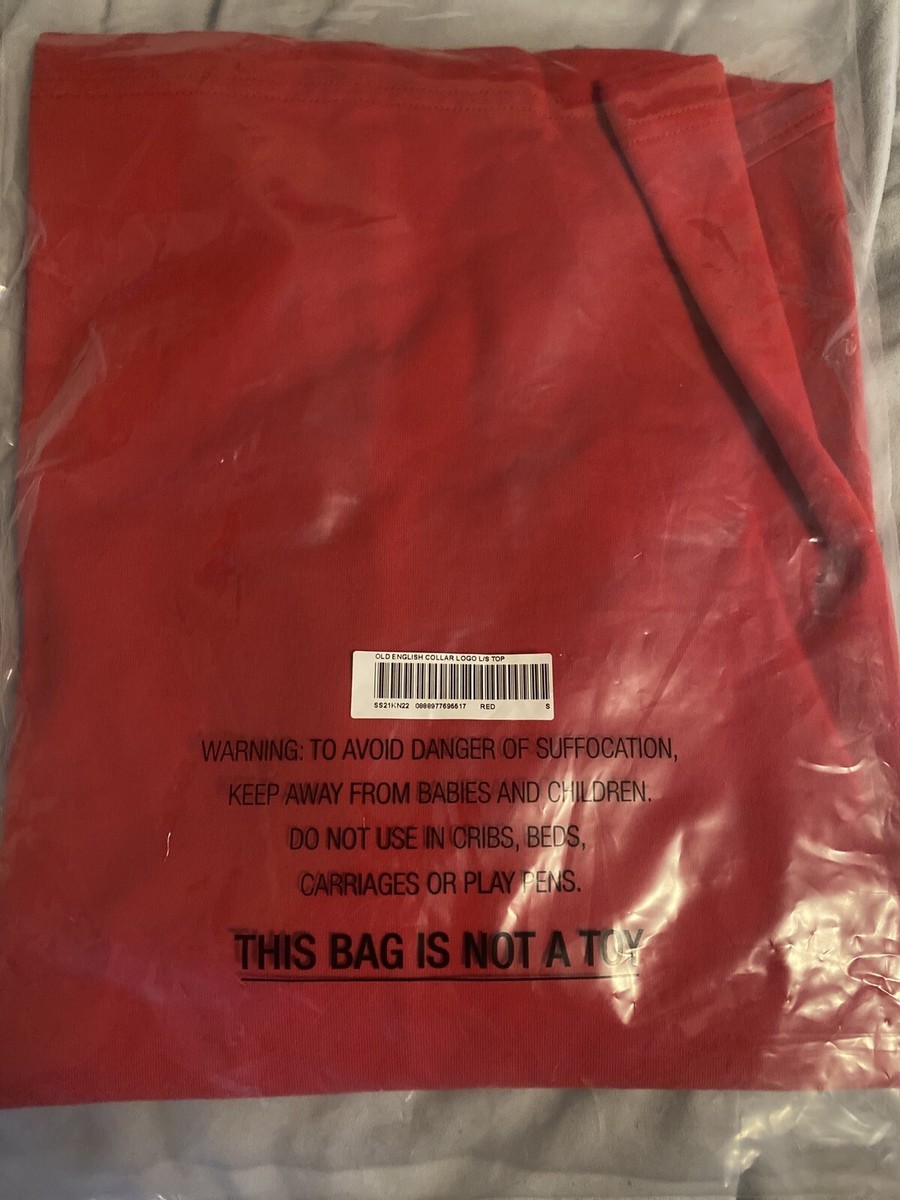 OLD ENGLISH COLLAR LOGO L/S TOP
SS21KN22 0888977695517 RED S
WARNING: TO AVOID DANGER OF SUFFOCATION,
KEEP AWAY FROM BABIES AND CHILDREN.
DO NOT USE IN CRIBS, BEDS,
CARRIAGES OR PLAY PENS.
THIS BAG IS NOT A TOY